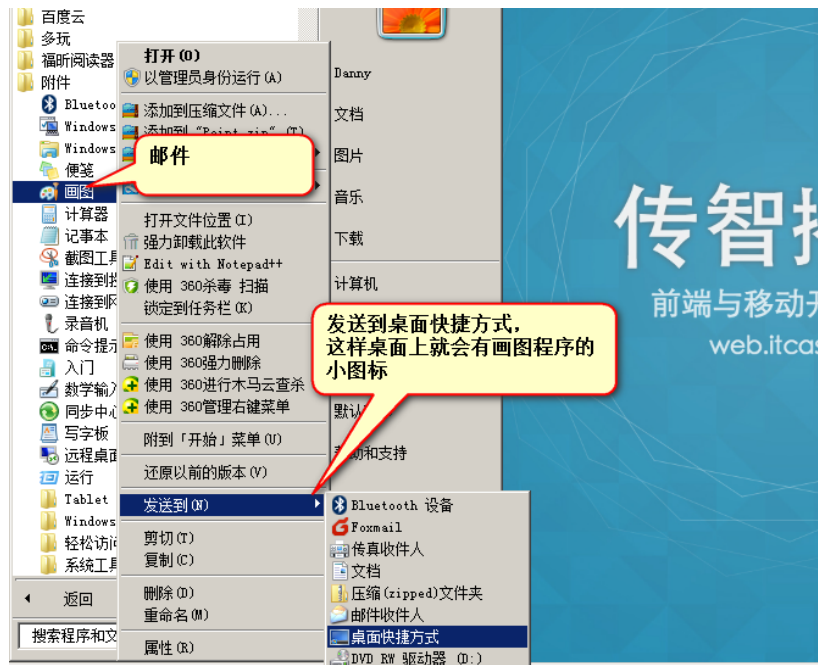 百度云
多玩
福昕阅读器
附件
Bluetoo
Windows
Windows
便笺
画图
计算器
记事本
截图工具
连接到投
连接到网
录音机
命令提示
入门
数学输入
同步中心
写字板
远程桌面
运行
Tablet
Windows
轻松访问
系统工具
返回
搜索程序和文
打开(O)
以管理员身份运行(A)
添加到压缩文件(A)...
添加到 "Paint.zip" (T)
邮件
打开文件位置(I)
强力卸载此软件
Edit with Notepad++
使用 360杀毒 扫描
锁定到任务栏(K)
使用 360解除占用
使用 360强力删除
使用 360进行木马云查杀
使用 360管理右键菜单
附到「开始」菜单(U)
还原以前的版本(V)
发送到(N)
剪切(T)
复制(C)
删除(D)
重命名(M)
属性(R)
Danny
文档
图片
音乐
下载
计算机
发送到桌面快捷方式,
这样桌面上就会有画图程序的
小图标
默认
助和支持
Bluetooth 设备
Foxmail
传真收件人
文档
压缩(zipped)文件夹
邮件收件人
桌面快捷方式
DVD RW 驱动器 (D:)
传智播
前端与移动开
web.itcas